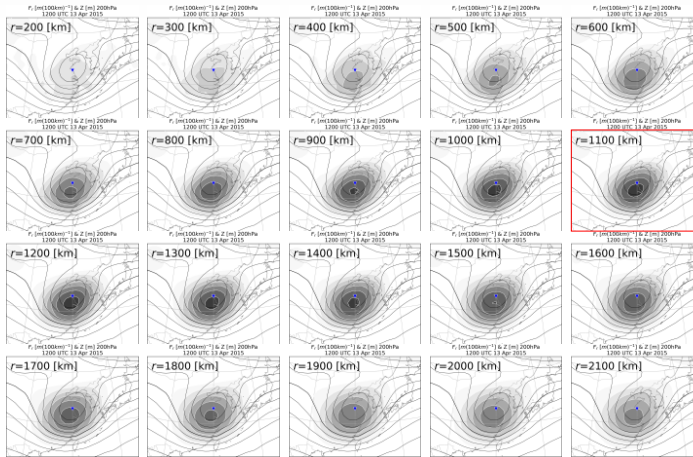 Fr [m(100km)⁻¹] & Z [m] 200hPa
1200 UTC 13 Apr 2015
r=200 [km]
Fr [m(100km)⁻¹] & Z [m] 200hPa
1200 UTC 13 Apr 2015
r=300 [km]
Fr [m(100km)⁻¹] & Z [m] 200hPa
1200 UTC 13 Apr 2015
r=400 [km]
Fr [m(100km)⁻¹] & Z [m] 200hPa
1200 UTC 13 Apr 2015
r=500 [km]
Fr [m(100km)⁻¹] & Z [m] 200hPa
1200 UTC 13 Apr 2015
r=600 [km]
Fr [m(100km)⁻¹] & Z [m] 200hPa
1200 UTC 13 Apr 2015
r=700 [km]
Fr [m(100km)⁻¹] & Z [m] 200hPa
1200 UTC 13 Apr 2015
r=800 [km]
Fr [m(100km)⁻¹] & Z [m] 200hPa
1200 UTC 13 Apr 2015
r=900 [km]
Fr [m(100km)⁻¹] & Z [m] 200hPa
1200 UTC 13 Apr 2015
r=1000 [km]
Fr [m(100km)⁻¹] & Z [m] 200hPa
1200 UTC 13 Apr 2015
r=1100 [km]
Fr [m(100km)⁻¹] & Z [m] 200hPa
1200 UTC 13 Apr 2015
r=1200 [km]
Fr [m(100km)⁻¹] & Z [m] 200hPa
1200 UTC 13 Apr 2015
r=1300 [km]
Fr [m(100km)⁻¹] & Z [m] 200hPa
1200 UTC 13 Apr 2015
r=1400 [km]
Fr [m(100km)⁻¹] & Z [m] 200hPa
1200 UTC 13 Apr 2015
r=1500 [km]
Fr [m(100km)⁻¹] & Z [m] 200hPa
1200 UTC 13 Apr 2015
r=1600 [km]
Fr [m(100km)⁻¹] & Z [m] 200hPa
1200 UTC 13 Apr 2015
r=1700 [km]
Fr [m(100km)⁻¹] & Z [m] 200hPa
1200 UTC 13 Apr 2015
r=1800 [km]
Fr [m(100km)⁻¹] & Z [m] 200hPa
1200 UTC 13 Apr 2015
r=1900 [km]
Fr [m(100km)⁻¹] & Z [m] 200hPa
1200 UTC 13 Apr 2015
r=2000 [km]
Fr [m(100km)⁻¹] & Z [m] 200hPa
1200 UTC 13 Apr 2015
r=2100 [km]